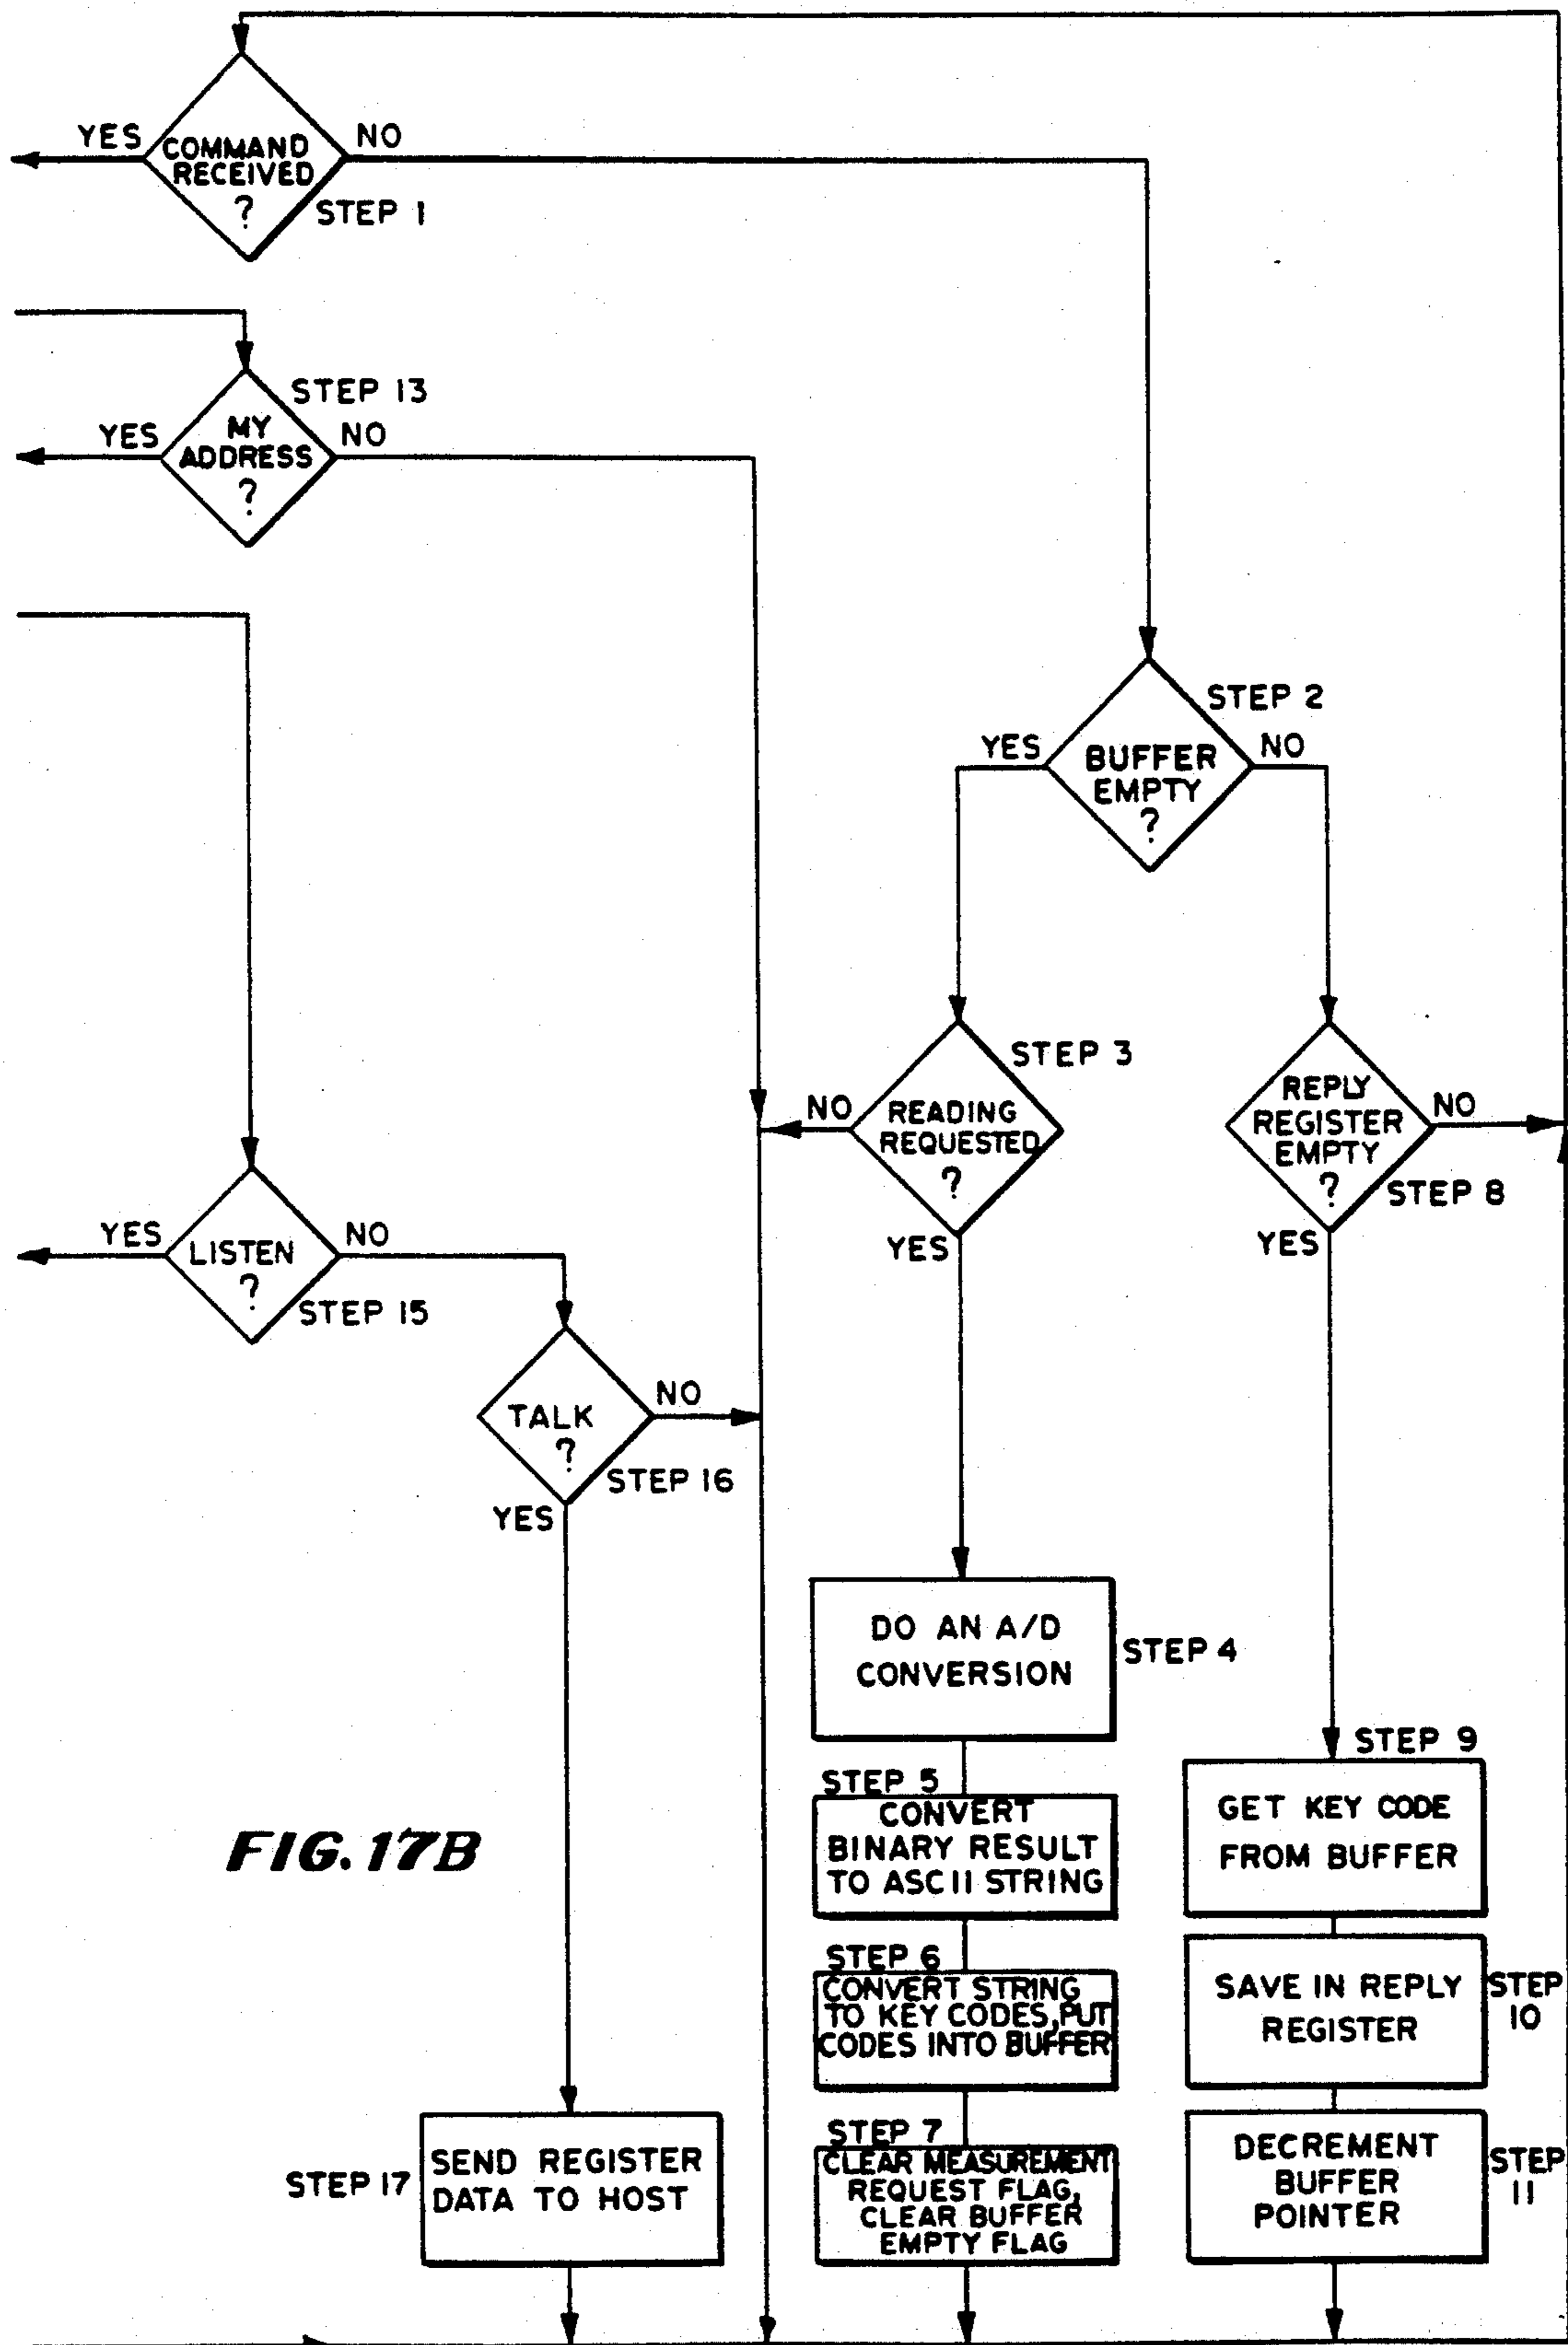 YES
COMMAND
RECEIVED
?
NO
STEP 1
STEP 13
YES
MY
ADDRESS
?
NO
STEP 2
YES
BUFFER
EMPTY
?
NO
STEP 3
NO
READING
REQUESTED
?
YES
REPLY
REGISTER
EMPTY
?
NO
STEP 8
YES
YES
LISTEN
?
NO
STEP 15
TALK
?
NO
STEP 16
YES
DO AN A/D
CONVERSION
STEP 4
STEP 5
CONVERT
BINARY RESULT
TO ASCII STRING
STEP 6
CONVERT STRING
TO KEY CODES, PUT
CODES INTO BUFFER
STEP 7
CLEAR MEASUREMENT
REQUEST FLAG,
CLEAR BUFFER
EMPTY FLAG
STEP 9
GET KEY CODE
FROM BUFFER
SAVE IN REPLY
REGISTER
STEP
10
DECREMENT
BUFFER
POINTER
STEP
11
FIG. 17B
STEP 17
SEND REGISTER
DATA TO HOST